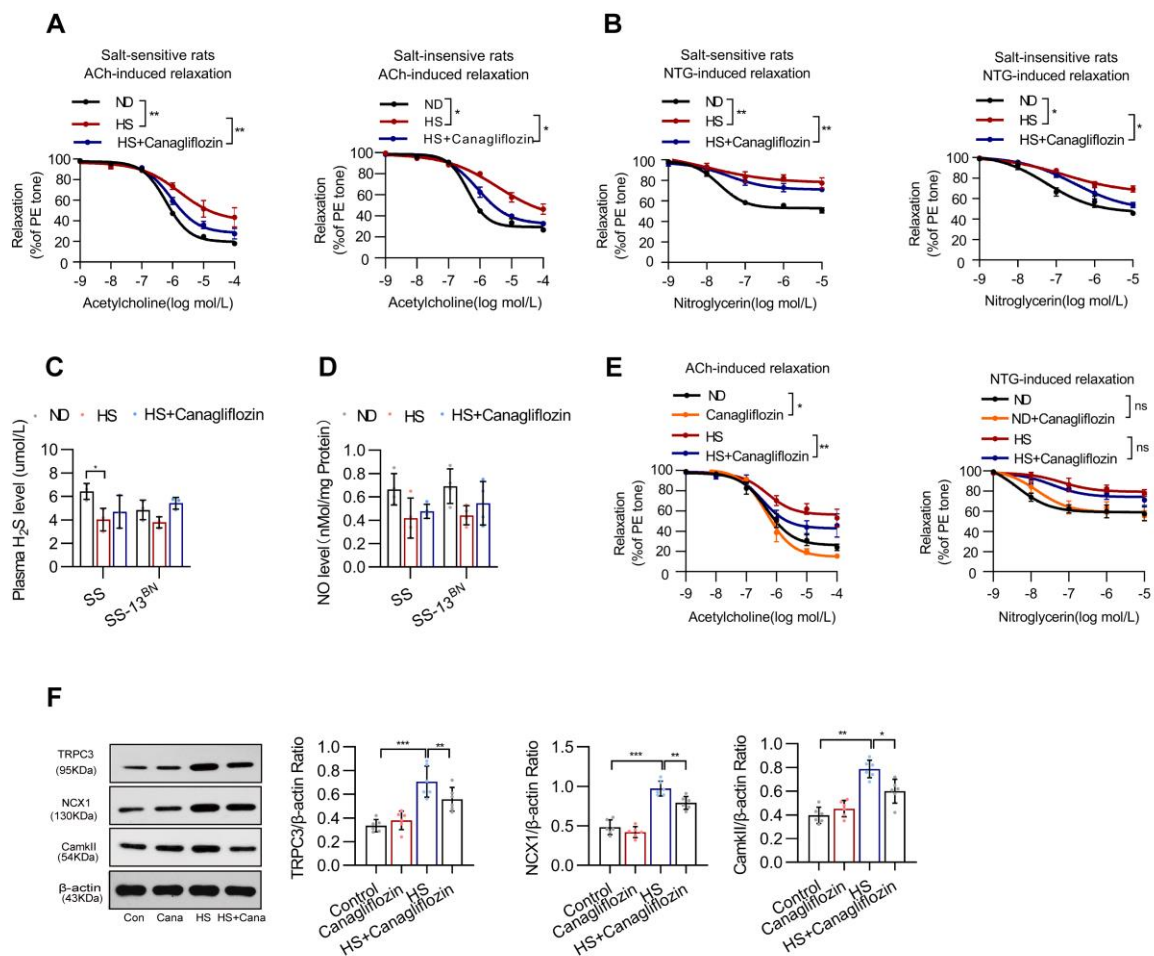 A
Salt-sensitive rats
ACh-induced relaxation
ND
HS
HS+Canagliflozin
**
**
Relaxation
(%of PE tone)
100
80
60
40
20
0
-9 -8 -7 -6 -5 -4
Acetylcholine(log mol/L)
Salt-insensive rats
ACh-induced relaxation
ND
HS
HS+Canagliflozin
*
*
Relaxation
(%of PE tone)
100
80
60
40
20
0
-9 -8 -7 -6 -5 -4
Acetylcholine(log mol/L)
B
Salt-sensitive rats
NTG-induced relaxation
ND
HS
HS+Canagliflozin
**
**
Relaxation
(%of PE tone)
100
80
60
40
20
0
-9 -8 -7 -6 -5
Nitroglycerin(log mol/L)
Salt-insensive rats
NTG-induced relaxation
ND
HS
HS+Canagliflozin
*
*
Relaxation
(%of PE tone)
100
80
60
40
20
0
-9 -8 -7 -6 -5
Nitroglycerin(log mol/L)
C
ND HS HS+Canagliflozin
*
Plasma H₂S level (umol/L)
10
8
6
4
2
0
SS
SS-13ᴮᴺ
D
ND HS HS+Canagliflozin
NO level (nMol/mg Protein)
1.0
0.8
0.6
0.4
0.2
0.0
SS
SS-13ᴮᴺ
E
ACh-induced relaxation
ND
Canagliflozin
*
HS
HS+Canagliflozin
**
Relaxation
(%of PE tone)
100
80
60
40
20
0
-9 -8 -7 -6 -5 -4
Acetylcholine(log mol/L)
NTG-induced relaxation
ND
ND+Canagliflozin
ns
HS
HS+Canagliflozin
ns
Relaxation
(%of PE tone)
100
80
60
40
20
0
-9 -8 -7 -6 -5
Nitroglycerin(log mol/L)
F
TRPC3
(95KDa)
NCX1
(130KDa)
CamkII
(54KDa)
β-actin
(43KDa)
Con Cana HS HS+Cana
TRPC3/β-actin Ratio
1.0
0.8
0.6
0.4
0.2
0.0
*** **
Control
Canagliflozin
HS
HS+Canagliflozin
NCX1/β-actin Ratio
1.5
1.0
0.5
0.0
*** **
Control
Canagliflozin
HS
HS+Canagliflozin
CamkII/β-actin Ratio
1.0
0.8
0.6
0.4
0.2
0.0
** *
Control
Canagliflozin
HS
HS+Canagliflozin